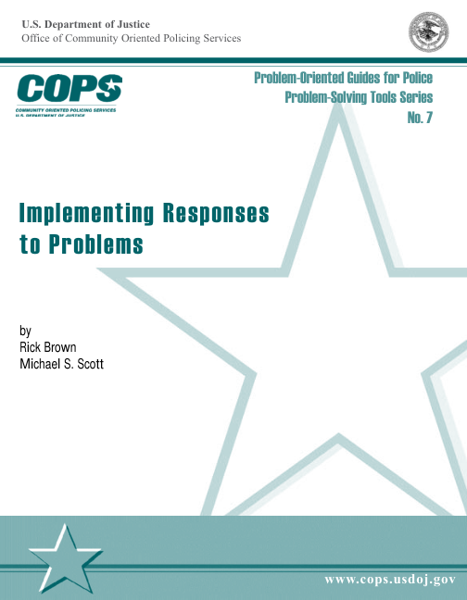 U.S. Department of Justice
Office of Community Oriented Policing Services
COPS
COMMUNITY ORIENTED POLICING SERVICES
U.S. DEPARTMENT OF JUSTICE
Problem-Oriented Guides for Police
Problem-Solving Tools Series
No. 7
Implementing Responses
to Problems
by
Rick Brown
Michael S. Scott
www.cops.usdoj.gov